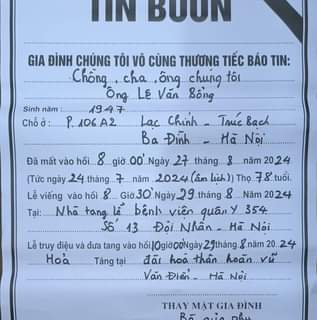 TIN BUỒN
GIA ĐÌNH CHÚNG TÔI VÔ CÙNG THƯƠNG TIẾC BÁO TIN:
Chồng, cha, ông chúng tôi
Ông Lê Văn Bồng
Sinh năm: 1947
Chỗ ở: P.106A2 Lạc Chính - Trúc Bạch
Ba Đình - Hà Nội
Đã mất vào hồi 8 giờ 00' Ngày 27 tháng 8 năm 2024
(Tức ngày 24 tháng 7 năm 2024 (âm lịch)) Thọ 78 tuổi.
Lễ viếng vào hồi 8 Giờ 30' Ngày 29 tháng 8 Năm 2024
Tại: Nhà tang lễ bệnh viện quân Y 354
Số 13 Đội Nhân - Hà Nội
Lễ truy điệu và đưa tang vào hồi 10 giờ 00 Ngày 29 tháng 8 năm 20.24
Hoả Táng tại đài hoá thân hoàn vũ
Văn Điển - Hà Nội
THAY MẶT GIA ĐÌNH